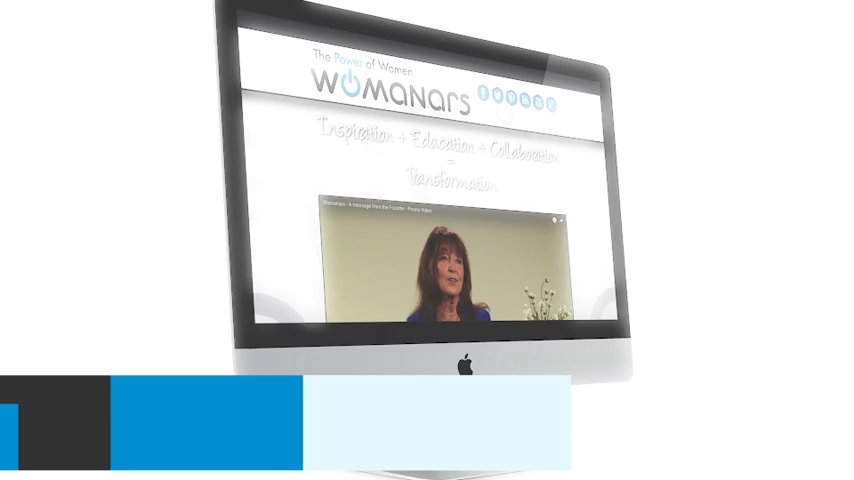 The Power of Women
WOMANARS
Inspiration + Education + Collaboration
=
Transformation
Womanars - A message from the Founder - Promo Video